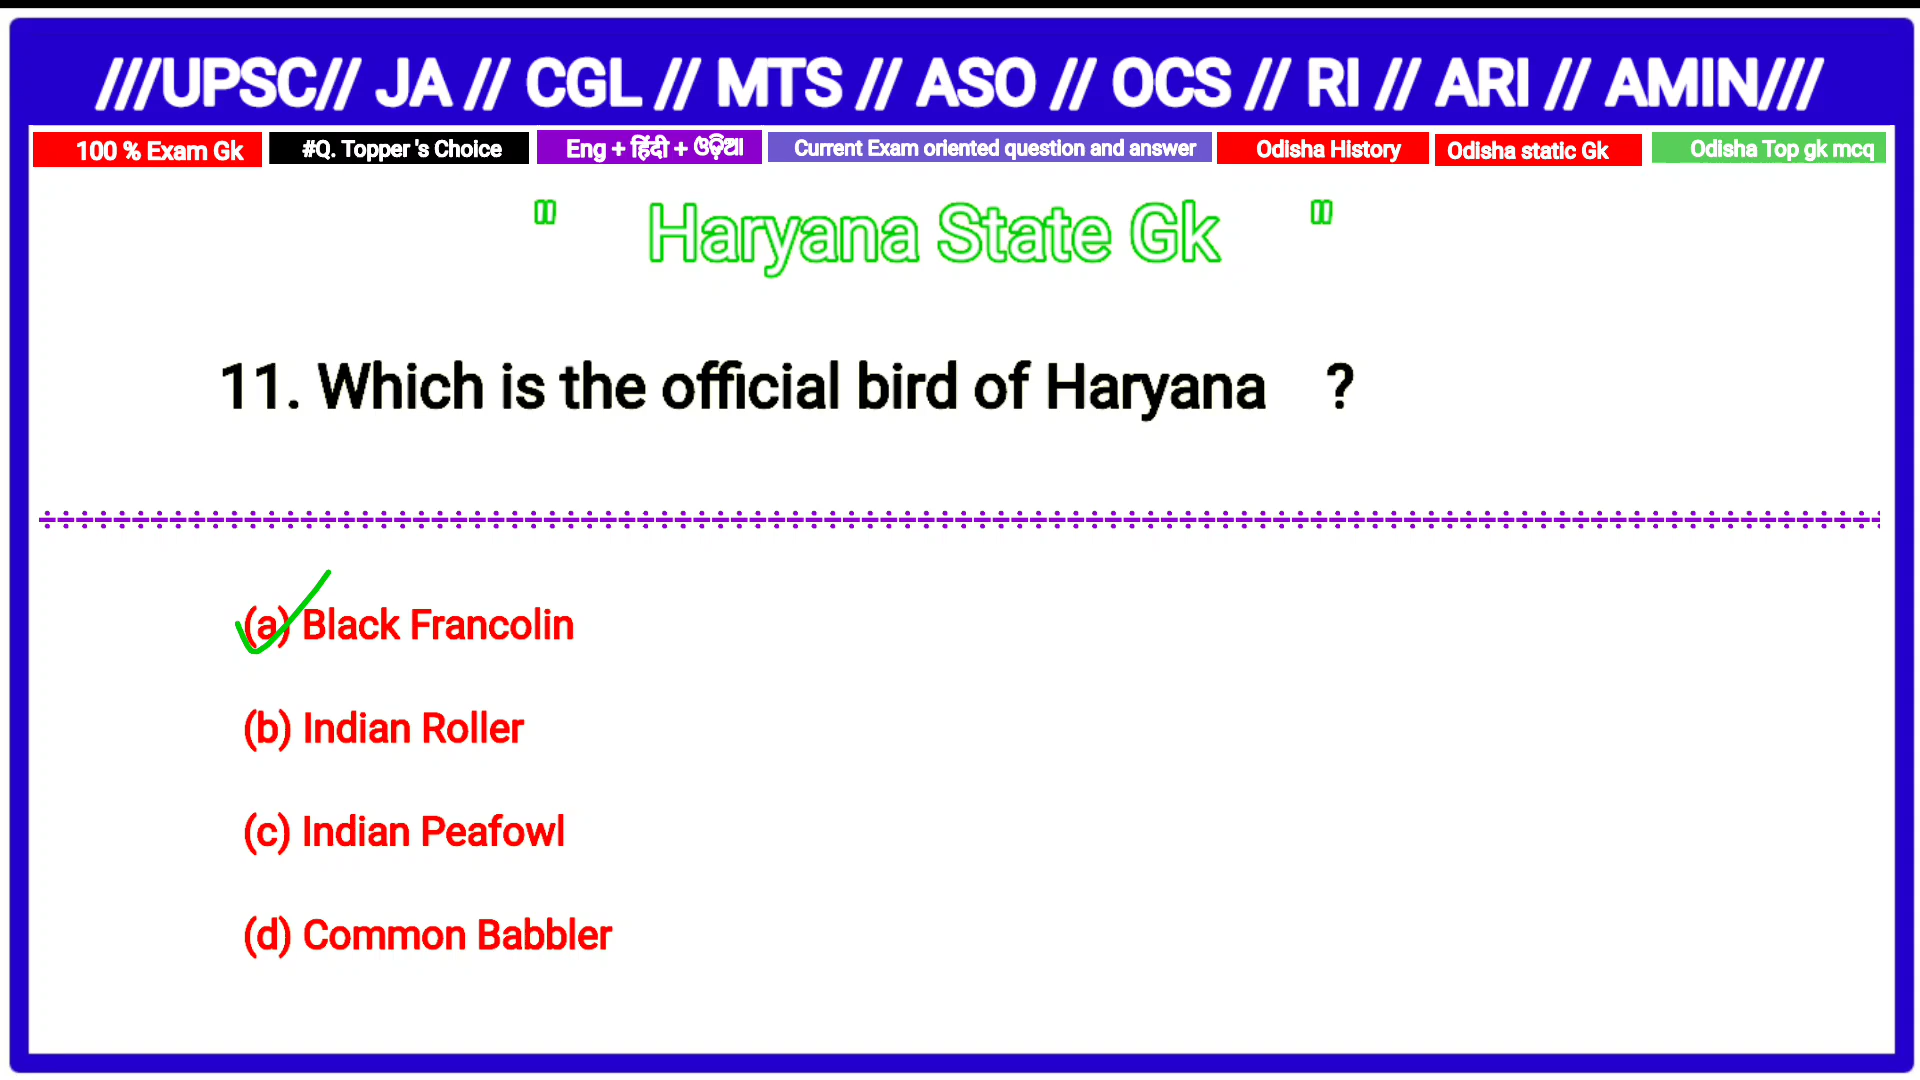 ///UPSC// JA // CGL // MTS // ASO // OCS // RI // ARI // AMIN///
100 % Exam Gk #Q. Topper 's Choice Eng + हिंदी + ଓଡ଼ିଆ Current Exam oriented question and answer Odisha History Odisha static Gk Odisha Top gk mcq
" Haryana State Gk "
11. Which is the official bird of Haryana ?
(a) Black Francolin
(b) Indian Roller
(c) Indian Peafowl
(d) Common Babbler